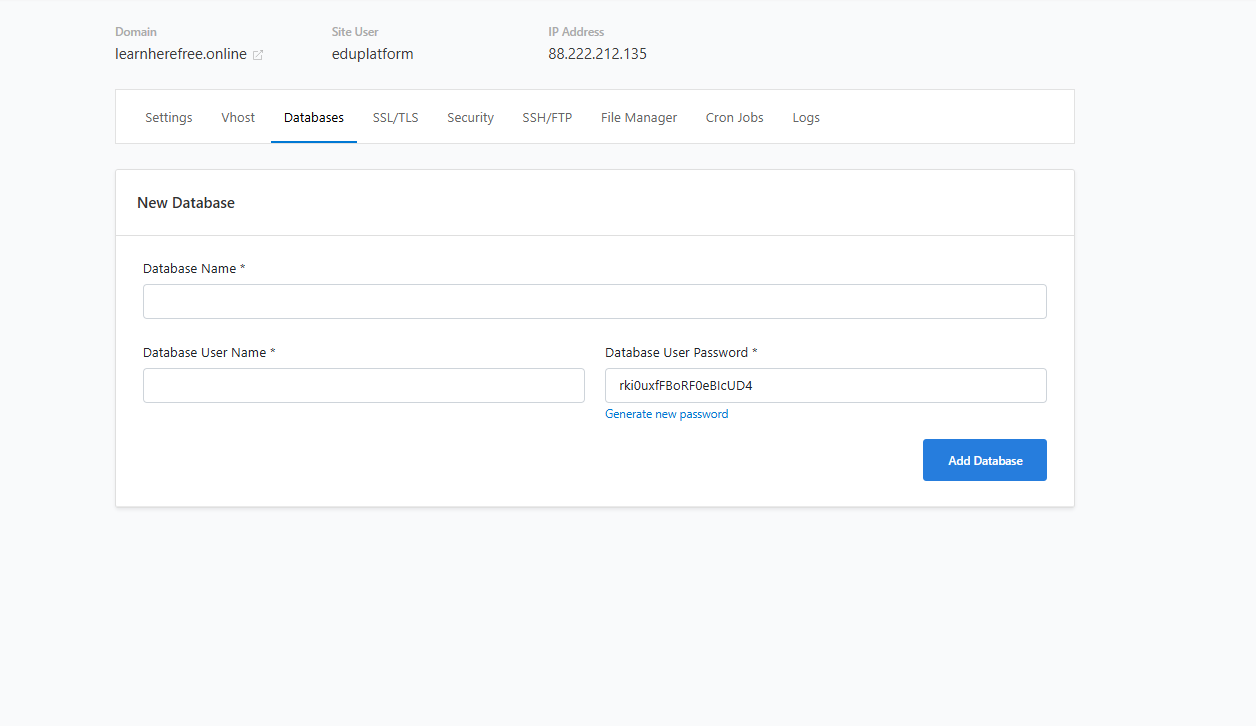 Domain
Site User
IP Address
learnherefree.online
eduplatform
88.222.212.135
Settings
Vhost
Databases
SSL/TLS
Security
SSH/FTP
File Manager
Cron Jobs
Logs
New Database
Database Name *
Database User Name *
Database User Password *
rki0uxfFBoRF0eBIcUD4
Generate new password
Add Database